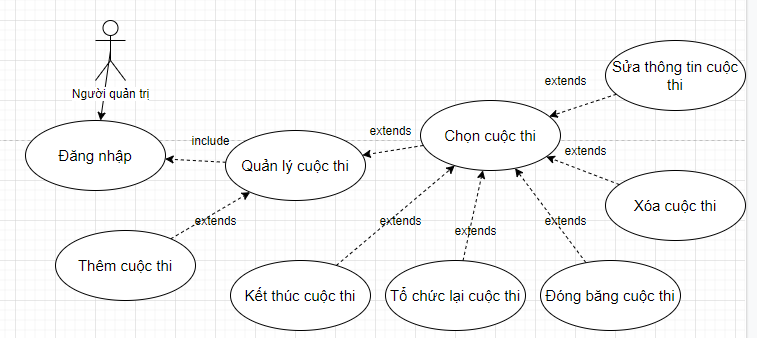 Người quản trị
Đăng nhập
include
Quản lý cuộc thi
extends
Chọn cuộc thi
extends
Sửa thông tin cuộc
thi
extends
Xóa cuộc thi
extends
Thêm cuộc thi
extends
Kết thúc cuộc thi
extends
Tổ chức lại cuộc thi
extends
Đóng băng cuộc thi